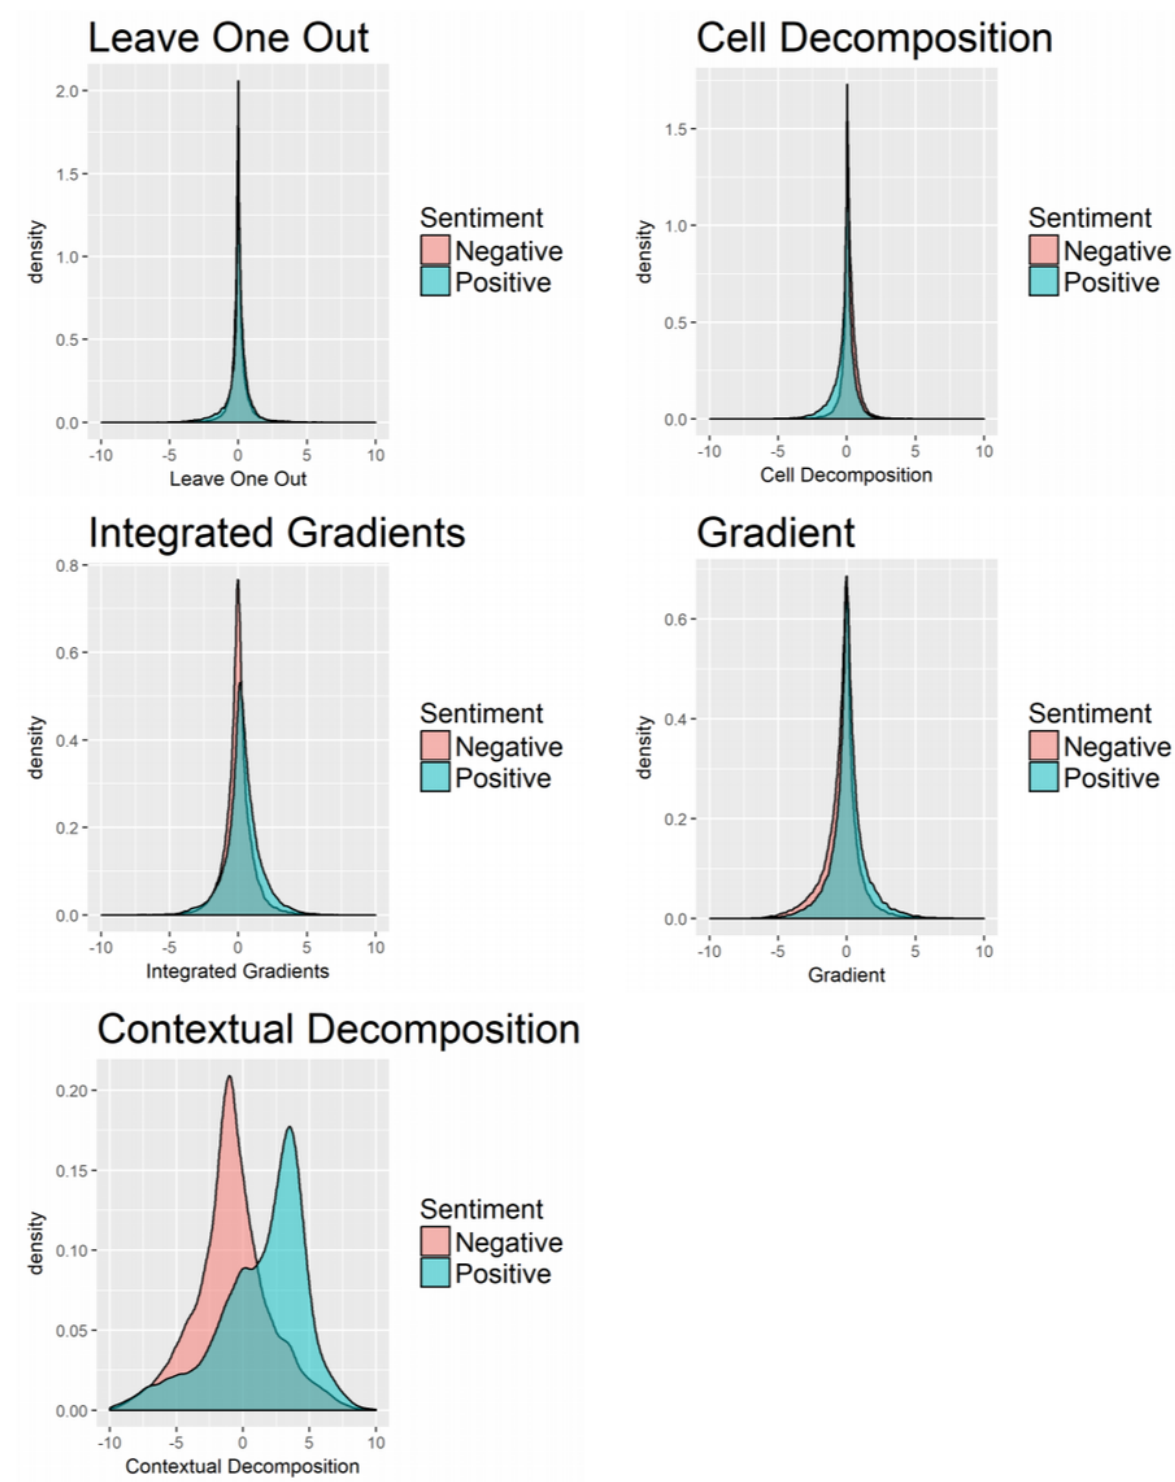 Leave One Out
2.0
1.5
1.0
0.5
0.0
density
-10 -5 0 5 10
Leave One Out
Sentiment
Negative
Positive
Cell Decomposition
1.5
1.0
0.5
0.0
density
-10 -5 0 5 10
Cell Decomposition
Sentiment
Negative
Positive
Integrated Gradients
0.8
0.6
0.4
0.2
0.0
density
-10 -5 0 5 10
Integrated Gradients
Sentiment
Negative
Positive
Gradient
0.6
0.4
0.2
0.0
density
-10 -5 0 5 10
Gradient
Sentiment
Negative
Positive
Contextual Decomposition
0.20
0.15
0.10
0.05
0.00
density
-10 -5 0 5 10
Contextual Decomposition
Sentiment
Negative
Positive